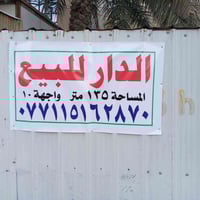 الدار للبيع
المساحة ١٣٥ متر واجهة ١٠
٠٧٧١١٥١٦٢٨٧٠